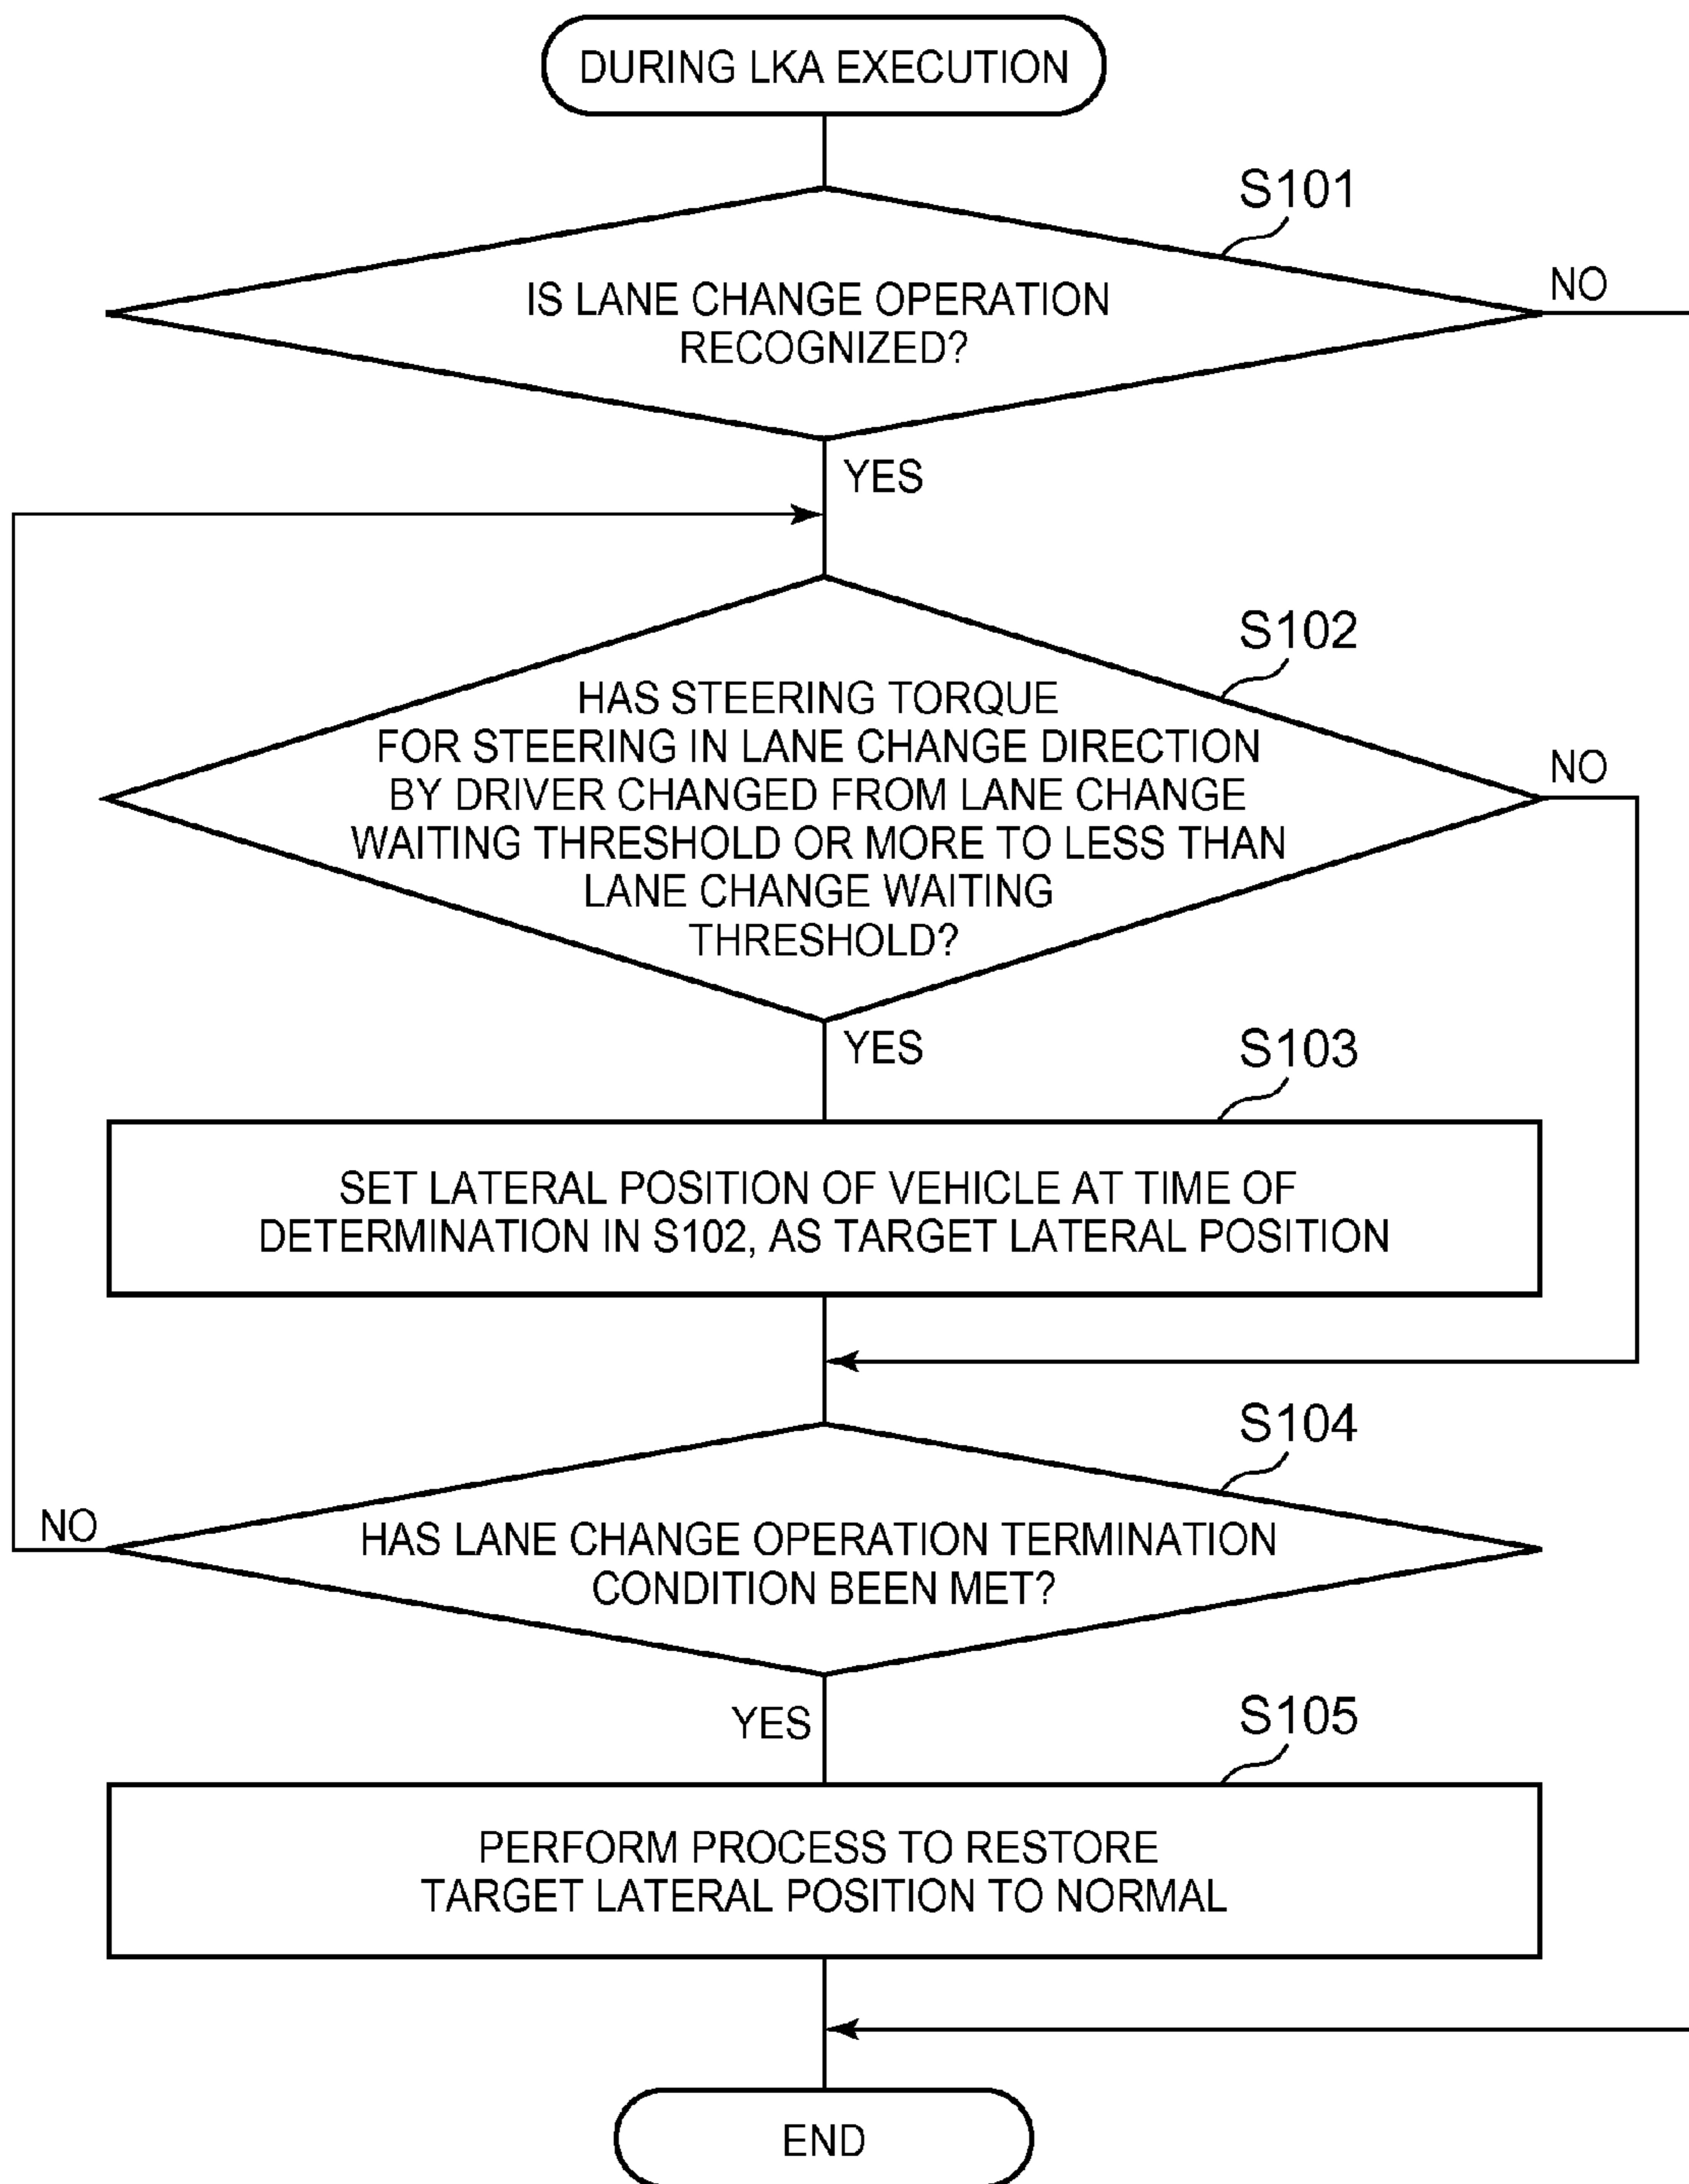 DURING LKA EXECUTION
S101
IS LANE CHANGE OPERATION
RECOGNIZED?
NO
YES
S102
HAS STEERING TORQUE
FOR STEERING IN LANE CHANGE DIRECTION
BY DRIVER CHANGED FROM LANE CHANGE
WAITING THRESHOLD OR MORE TO LESS THAN
LANE CHANGE WAITING
THRESHOLD?
NO
YES
S103
SET LATERAL POSITION OF VEHICLE AT TIME OF
DETERMINATION IN S102, AS TARGET LATERAL POSITION
S104
HAS LANE CHANGE OPERATION TERMINATION
CONDITION BEEN MET?
NO
YES
S105
PERFORM PROCESS TO RESTORE
TARGET LATERAL POSITION TO NORMAL
END